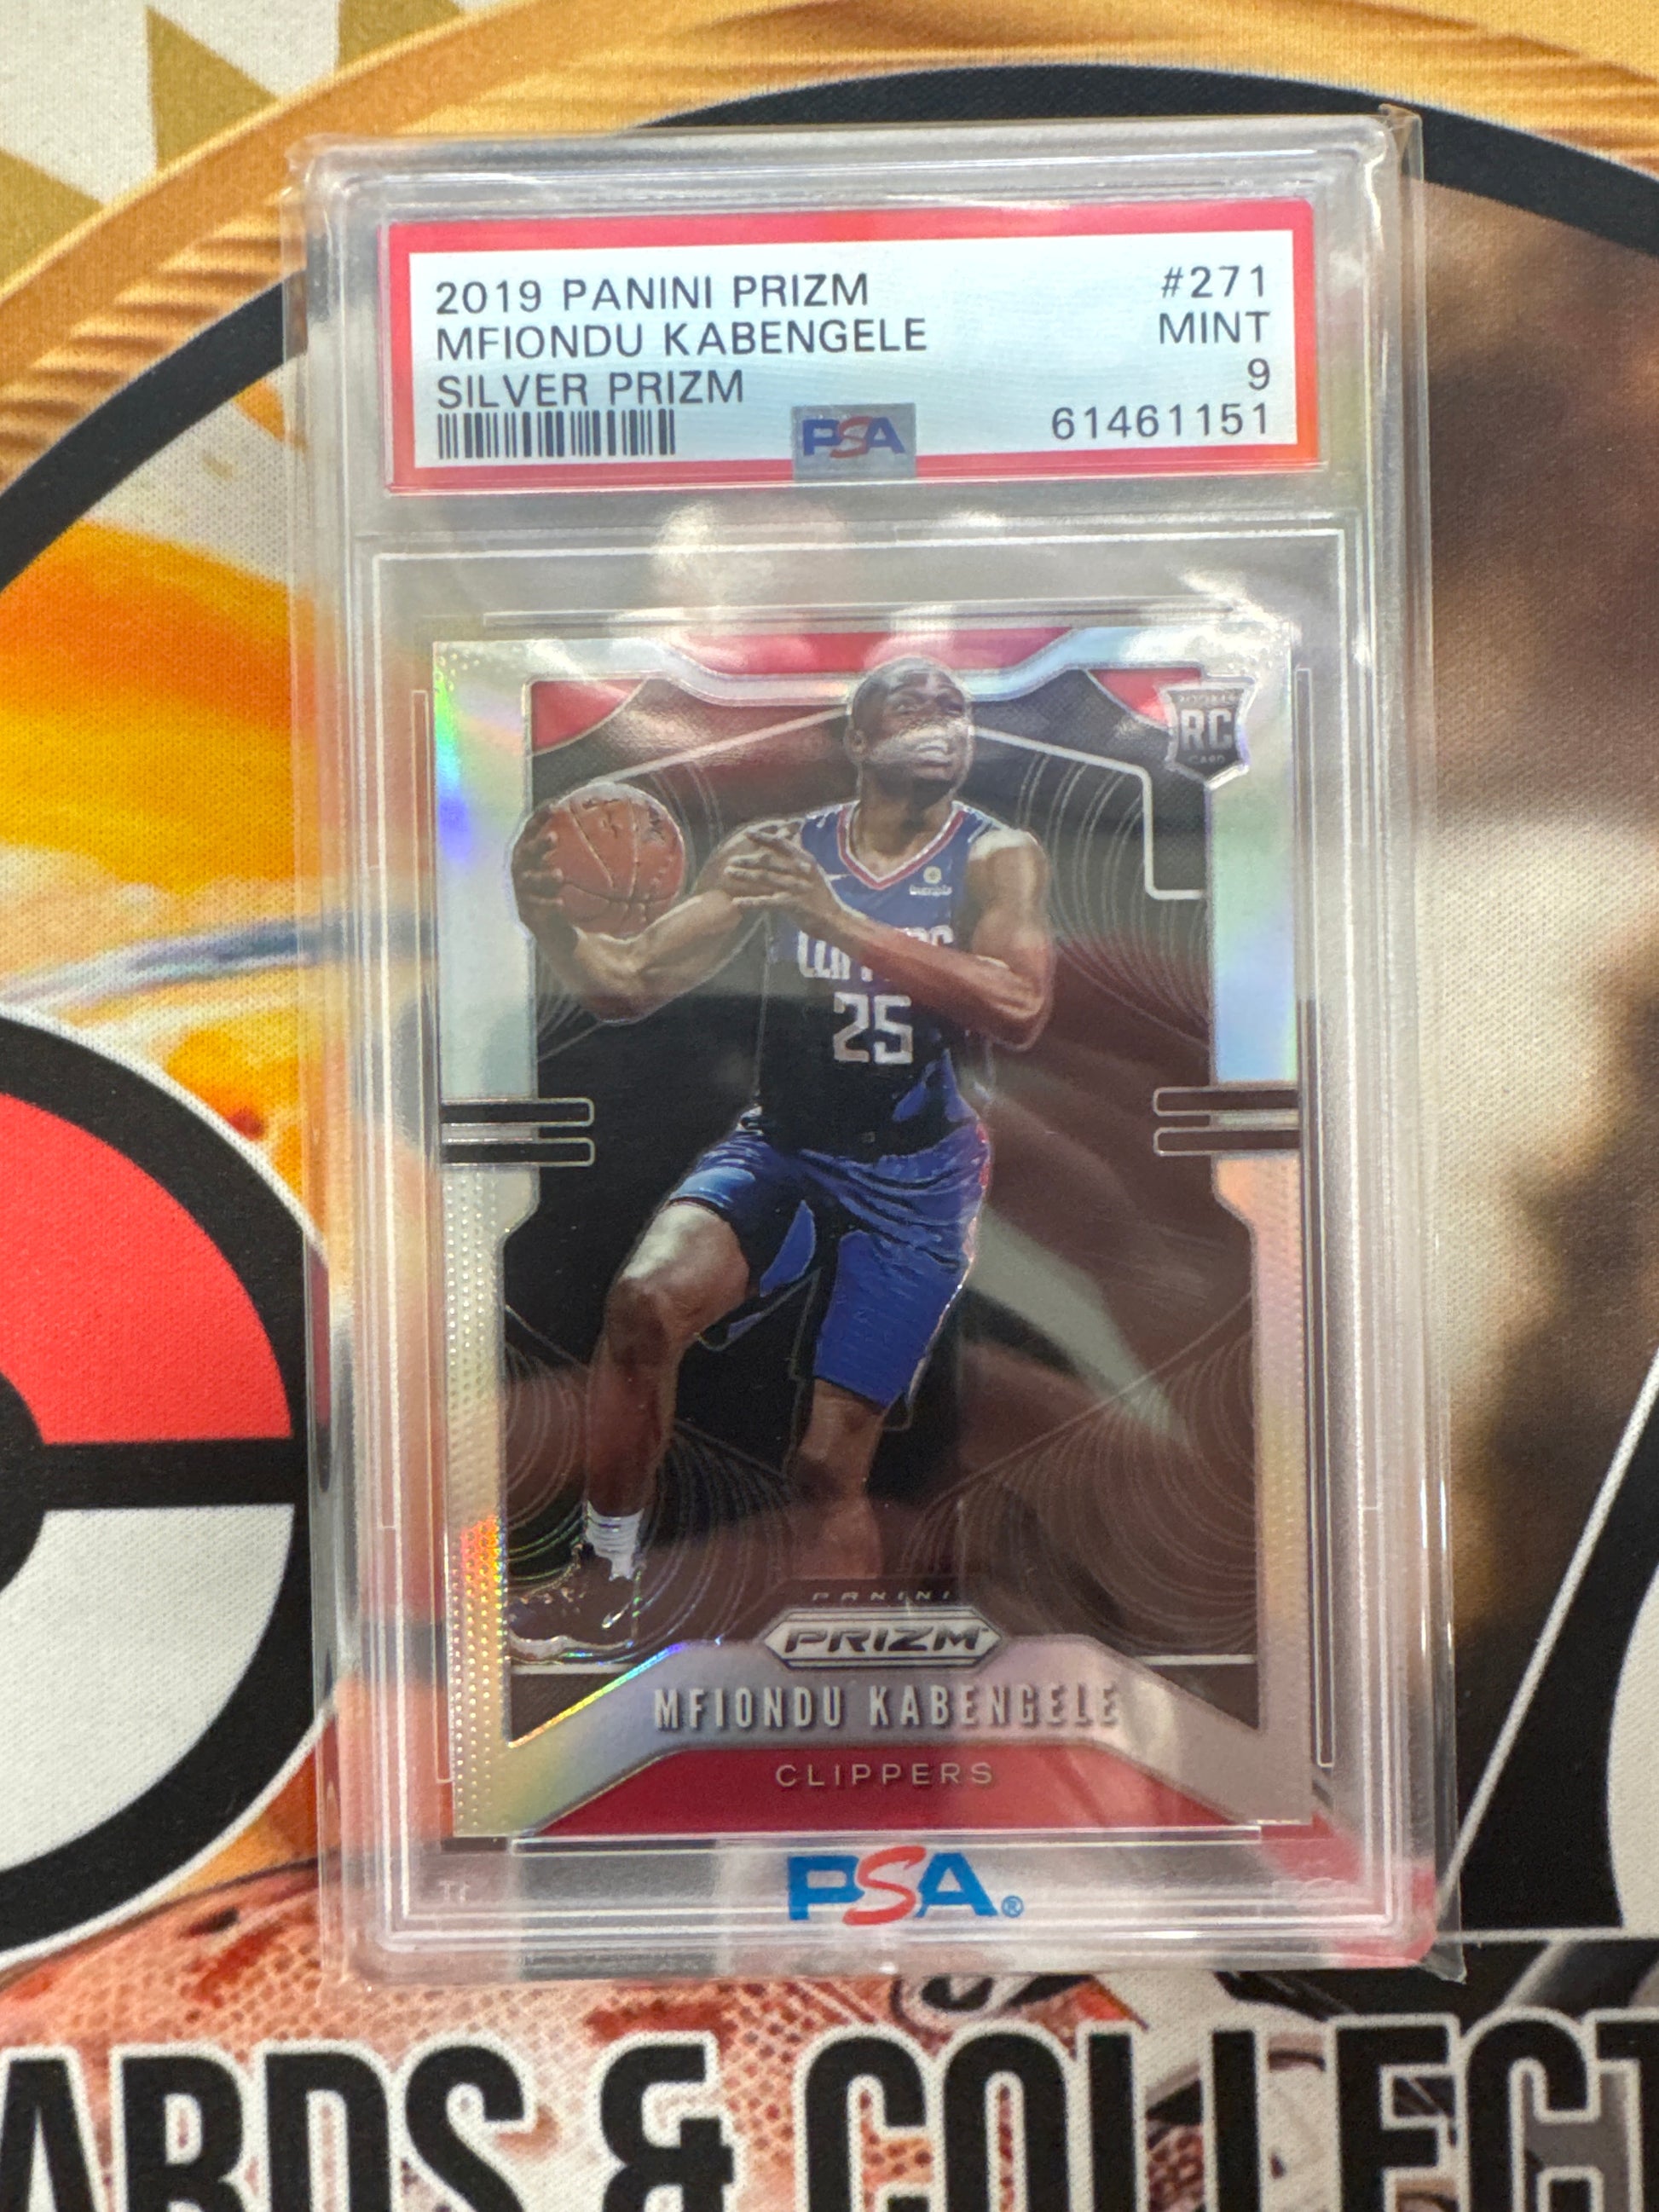 2019 PANINI PRIZM #271
MFIONDU KABENGELE MINT
SILVER PRIZM 9
PSA 61461151
RC
CARD
25
PANINI
PRIZM
MFIONDU KABENGELE
CLIPPERS
PSA®
ARDS & COLLECT